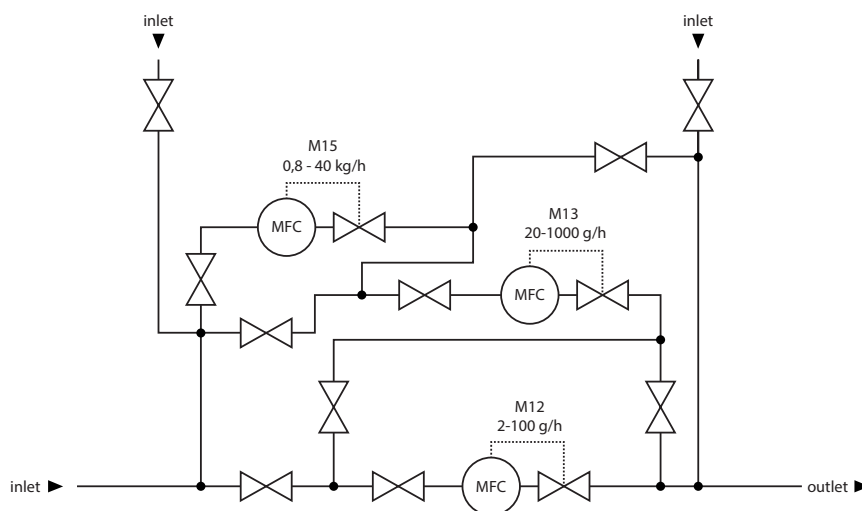 inlet
inlet
M15
0,8 - 40 kg/h
MFC
M13
20-1000 g/h
MFC
M12
2-100 g/h
MFC
inlet
outlet